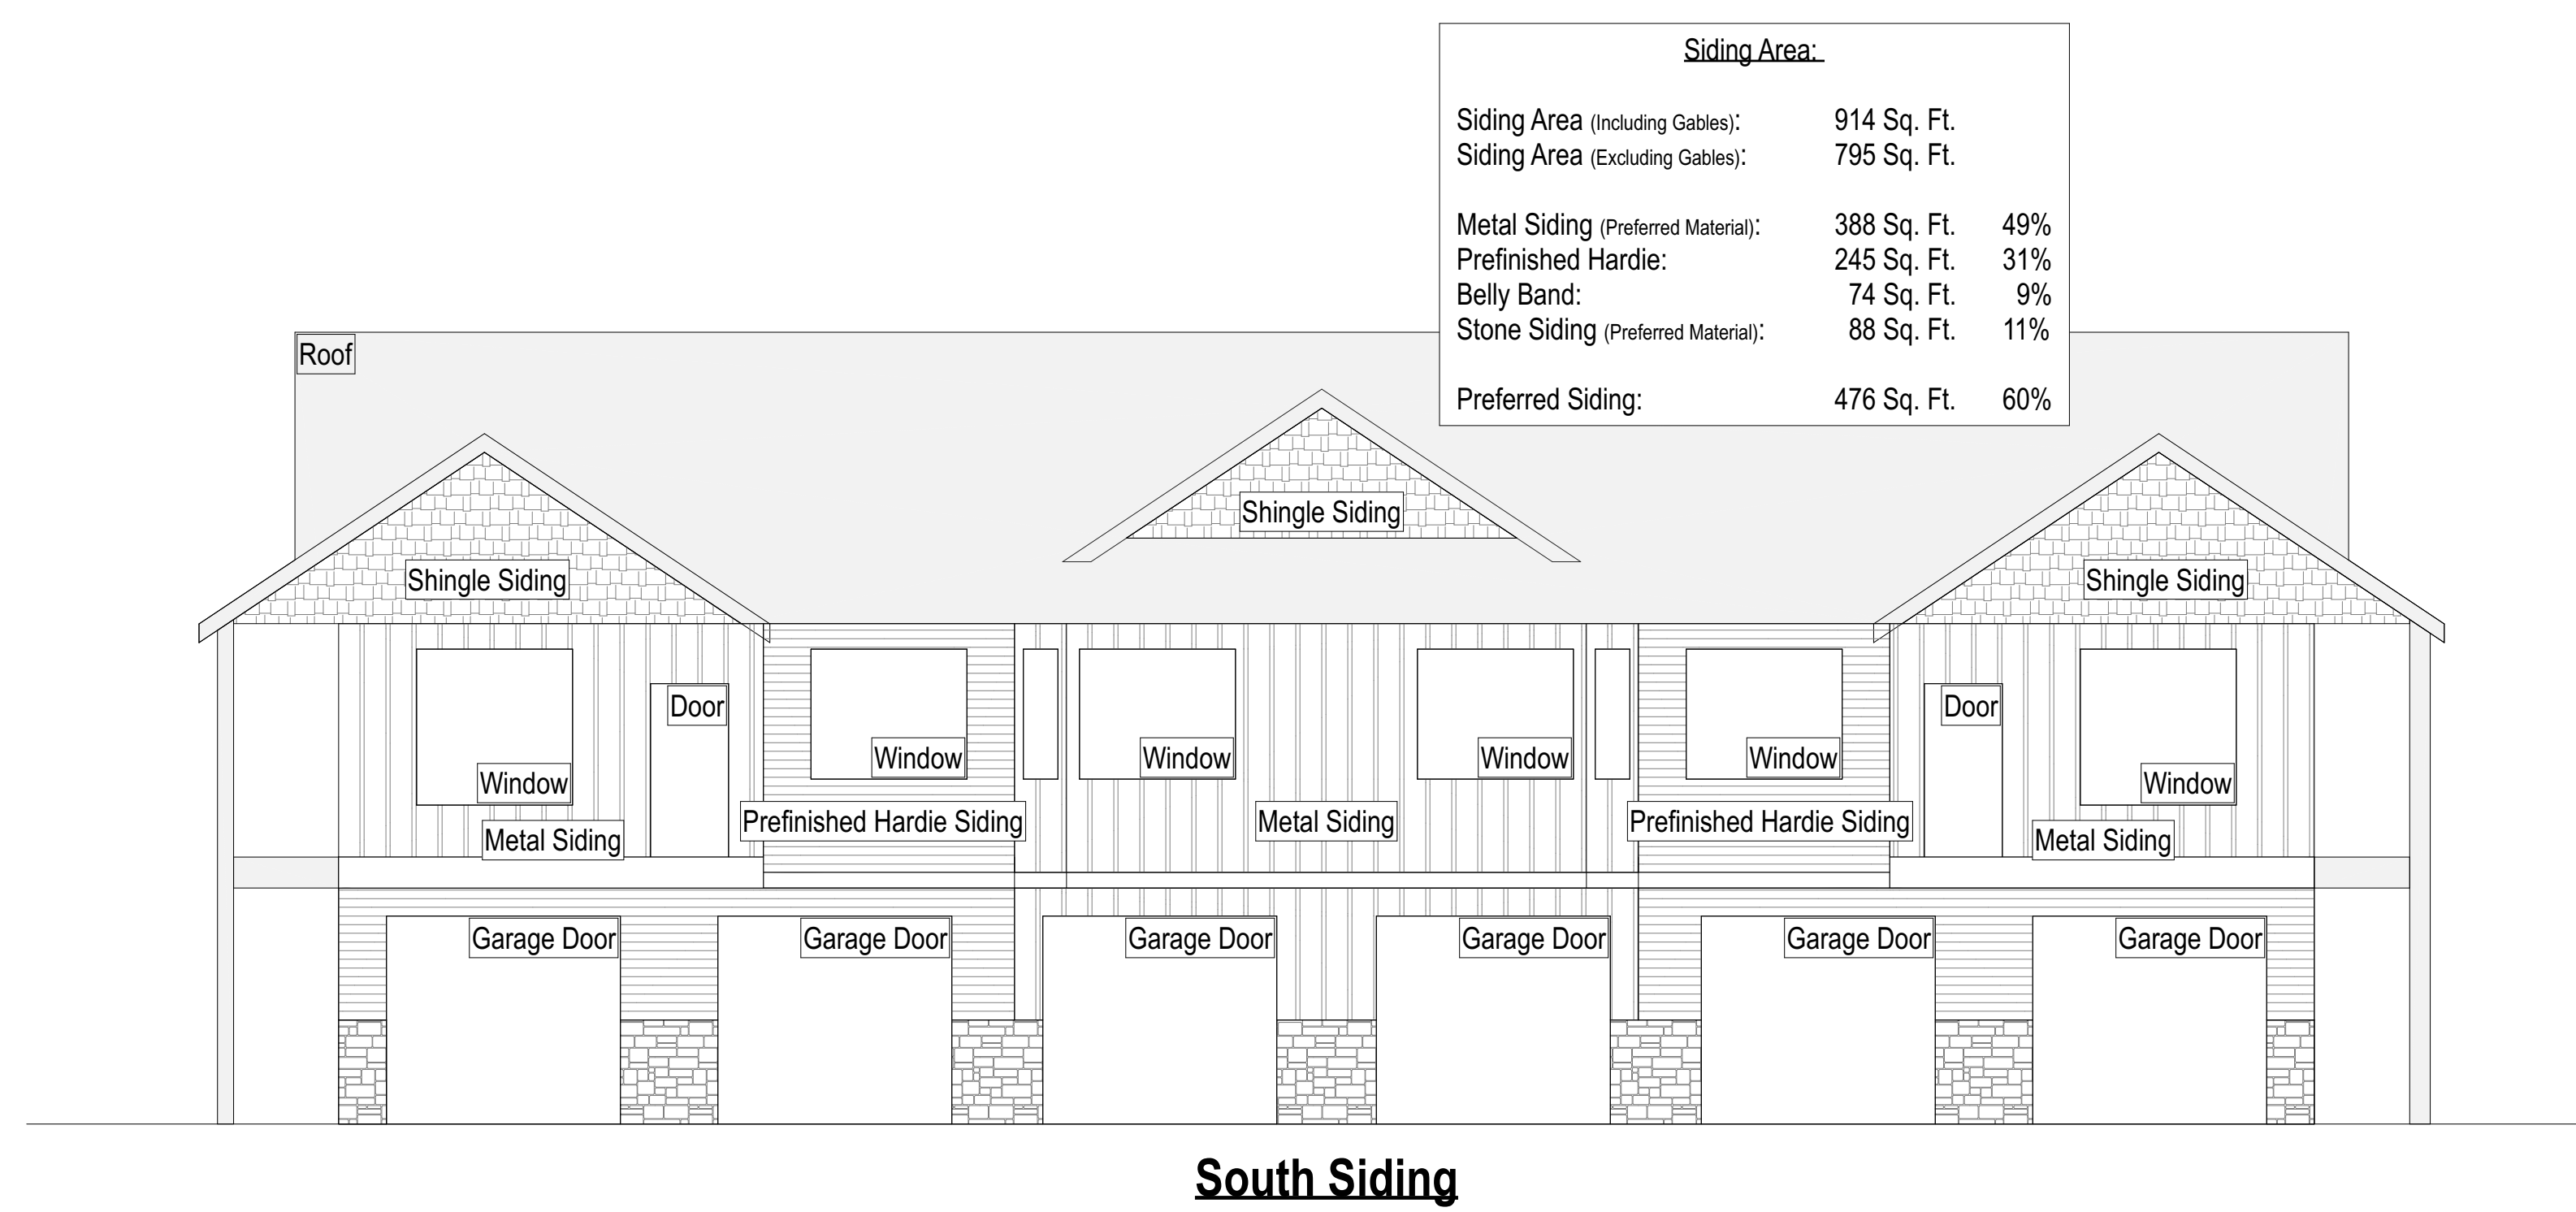 Siding Area:
Siding Area (Including Gables): 914 Sq. Ft.
Siding Area (Excluding Gables): 795 Sq. Ft.
Metal Siding (Preferred Material): 388 Sq. Ft. 49%
Prefinished Hardie: 245 Sq. Ft. 31%
Belly Band: 74 Sq. Ft. 9%
Stone Siding (Preferred Material): 88 Sq. Ft. 11%
Preferred Siding: 476 Sq. Ft. 60%
Roof
Shingle Siding
Shingle Siding
Shingle Siding
Door
Door
Window
Window
Window
Window
Window
Window
Prefinished Hardie Siding
Metal Siding
Prefinished Hardie Siding
Metal Siding
Metal Siding
Garage Door
Garage Door
Garage Door
Garage Door
Garage Door
Garage Door
South Siding